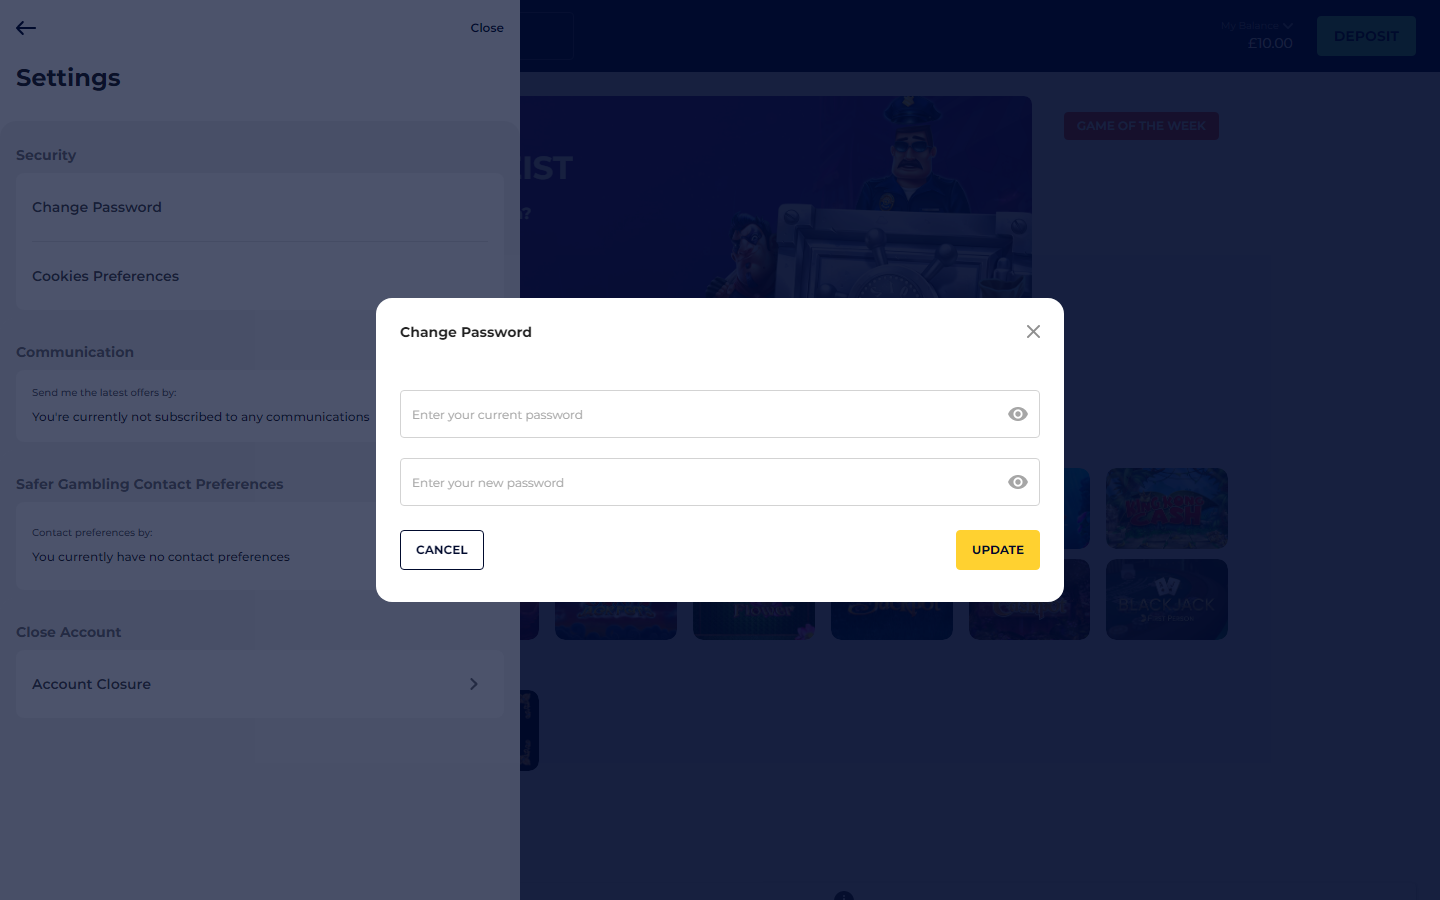 Close
Settings
Security
Change Password
Cookies Preferences
Communication
Send me the latest offers by:
You're currently not subscribed to any communications
Safer Gambling Contact Preferences
Contact preferences by:
You currently have no contact preferences
Close Account
Account Closure
My Balance
£10.00
DEPOSIT
GAME OF THE WEEK
Change Password
Enter your current password
Enter your new password
CANCEL
UPDATE
BLACKJACK